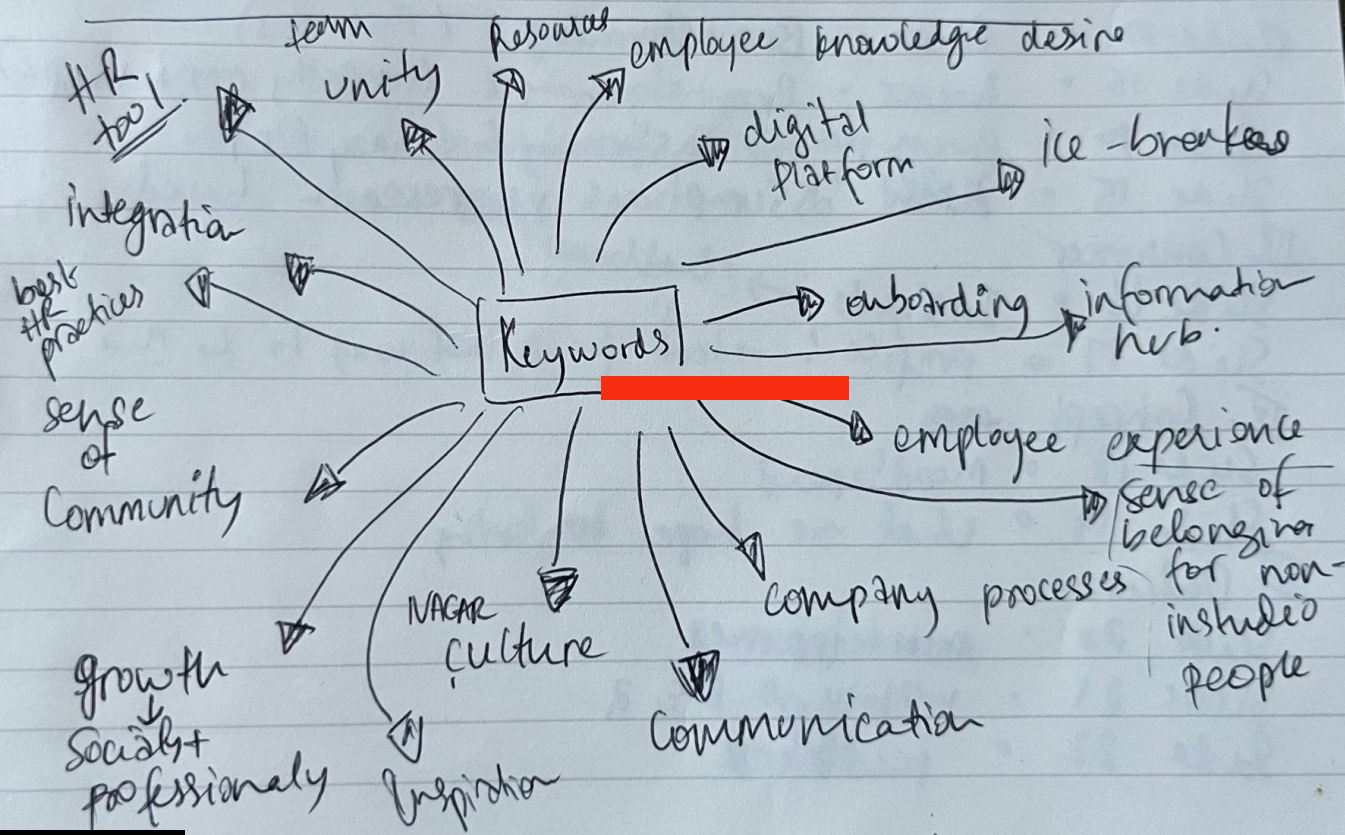 team
Resources
employee knowledge desire
HR
tool
unity
digital
platform
ice-breakers
integration
best
HR
practices
onboarding
information
hub.
Keywords
sense
of
Community
employee experience
sense of
belonging
for non-
instudio
people
company processes
NAGAR
culture
growth
Socialy +
professionaly
Communication
Inspiration